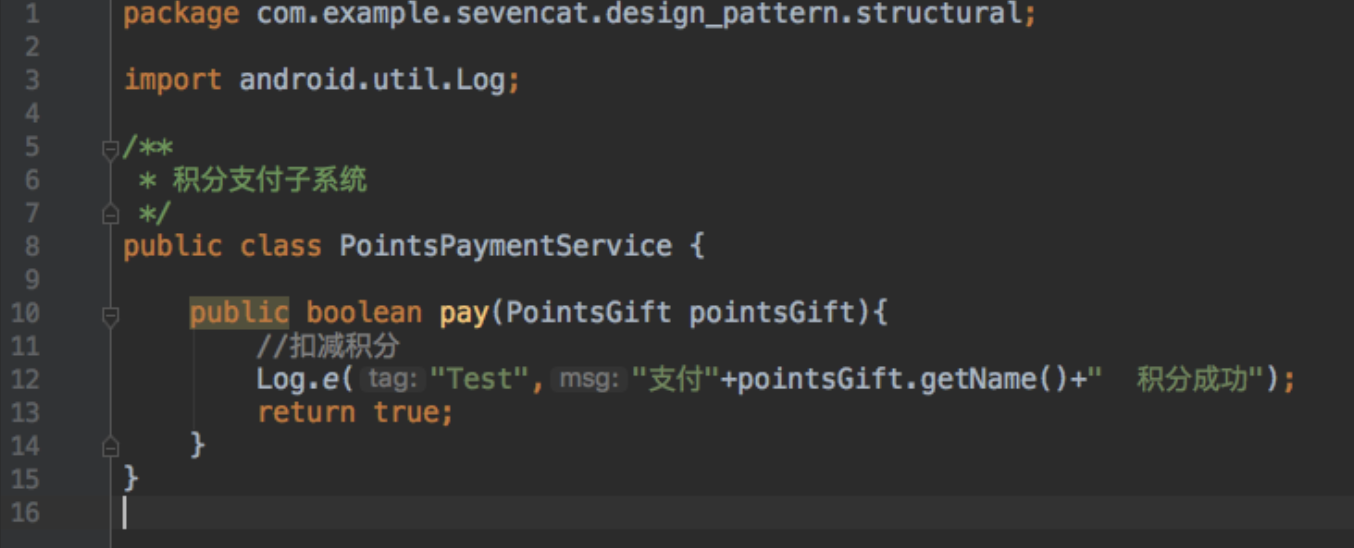 1 package com.example.sevencat.design_pattern.structural;
2
3 import android.util.Log;
4
5 /**
6  * 积分支付子系统
7  */
8 public class PointsPaymentService {
9
10     public boolean pay(PointsGift pointsGift){
11         //扣减积分
12         Log.e( tag: "Test", msg: "支付"+pointsGift.getName()+"  积分成功");
13         return true;
14     }
15 }
16